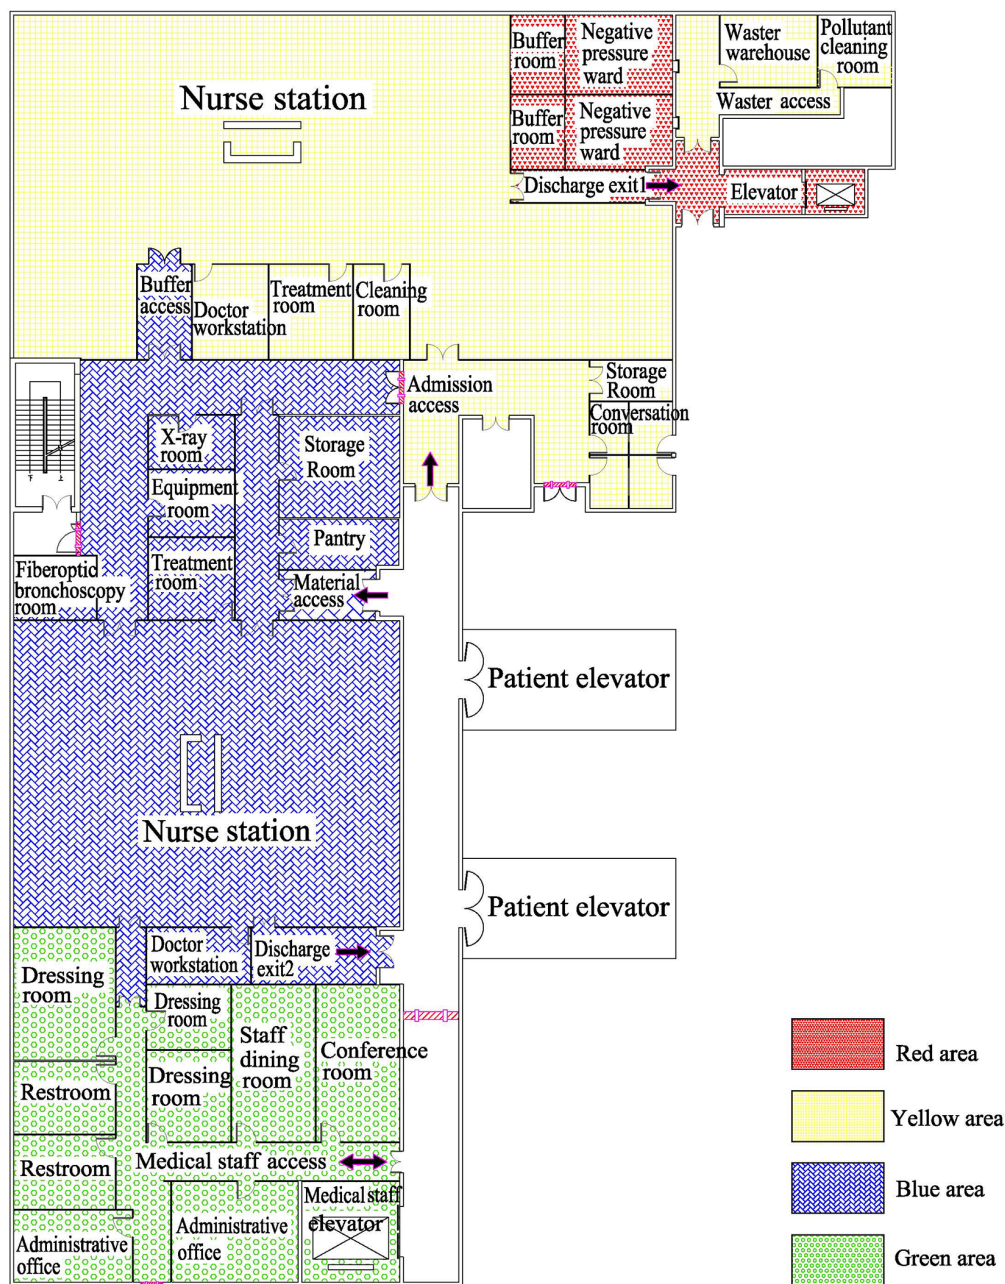 Nurse station
Buffer
room
Negative
pressure
ward
Buffer
room
Negative
pressure
ward
Waster
warehouse
Pollutant
cleaning
room
Waster access
Discharge exit1
Elevator
Buffer
access
Doctor
workstation
Treatment
room
Cleaning
room
Admission
access
Storage
Room
Conversation
room
下
上
X-ray
room
Storage
Room
Equipment
room
Pantry
Fiberoptic
bronchoscopy
room
Treatment
room
Material
access
Patient elevator
Nurse station
Patient elevator
Dressing
room
Doctor
workstation
Discharge
exit2
Dressing
room
Staff
dining
room
Conference
room
Restroom
Dressing
room
Restroom
Medical staff access
Administrative
office
Administrative
office
Medical staff
elevator
Red area
Yellow area
Blue area
Green area